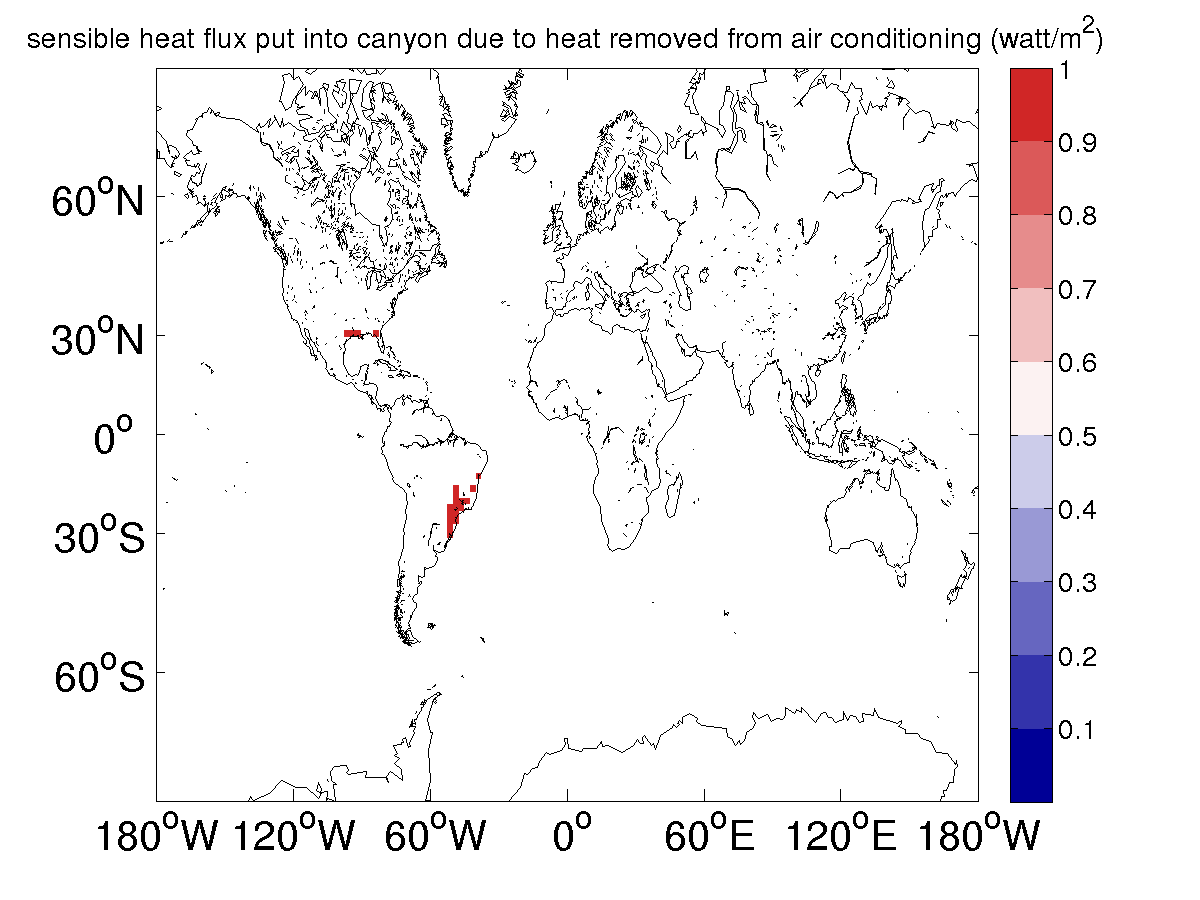 sensible heat flux put into canyon due to heat removed from air conditioning (watt/m²)
60°N
30°N
0°
30°S
60°S
180°W 120°W 60°W 0° 60°E 120°E 180°W
1
0.9
0.8
0.7
0.6
0.5
0.4
0.3
0.2
0.1